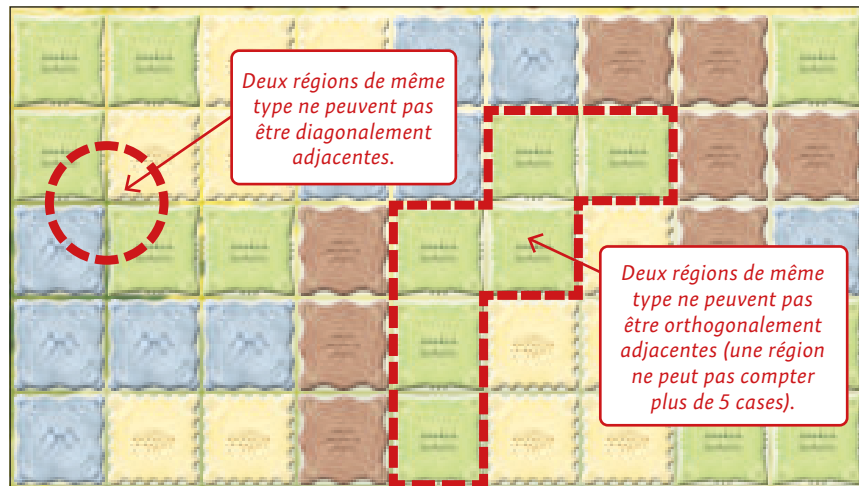 Deux régions de même
type ne peuvent pas
être diagonalement
adjacentes.
Deux régions de même
type ne peuvent pas
être orthogonalement
adjacentes (une région
ne peut pas compter
plus de 5 cases).